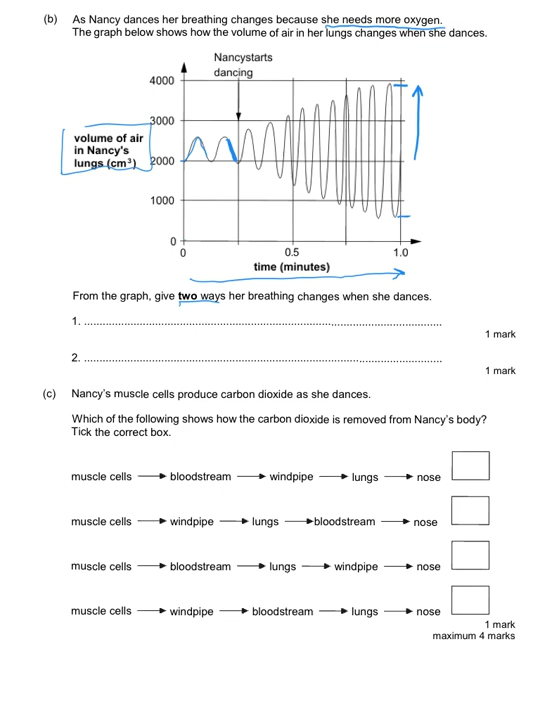 (b) As Nancy dances her breathing changes because she needs more oxygen.
The graph below shows how the volume of air in her lungs changes when she dances.
Nancystarts
dancing
4000
3000
volume of air
in Nancy's
lungs (cm³)
2000
1000
0
0 0.5 1.0
time (minutes)
From the graph, give two ways her breathing changes when she dances.
1. ........................................................................
1 mark
2. ........................................................................
1 mark
(c) Nancy's muscle cells produce carbon dioxide as she dances.
Which of the following shows how the carbon dioxide is removed from Nancy's body?
Tick the correct box.
muscle cells → bloodstream → windpipe → lungs → nose
muscle cells → windpipe → lungs → bloodstream → nose
muscle cells → bloodstream → lungs → windpipe → nose
muscle cells → windpipe → bloodstream → lungs → nose
1 mark
maximum 4 marks